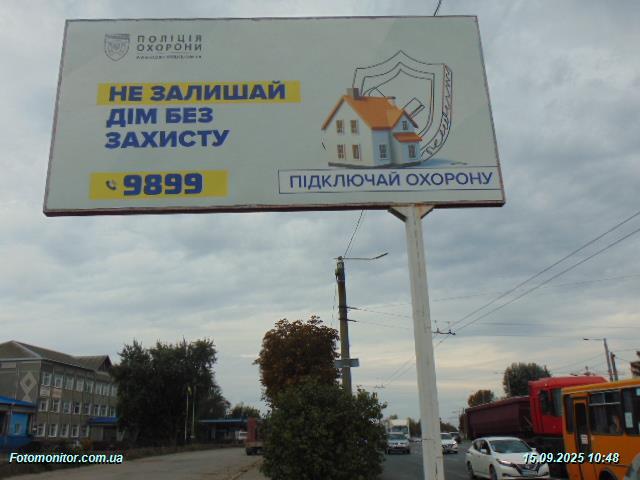 ПОЛІЦІЯ
ОХОРОНИ
НЕ ЗАЛИШАЙ
ДІМ БЕЗ
ЗАХИСТУ
9899
ПІДКЛЮЧАЙ ОХОРОНУ
Fotomonitor.com.ua
15.09.2025 10:48